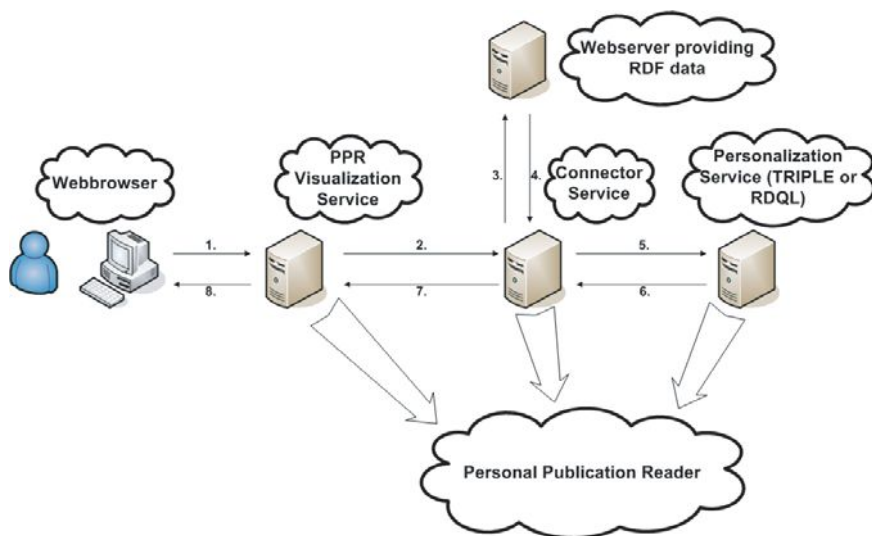 Webserver providing
RDF data
PPR
Visualization
Service
Personalization
Service (TRIPLE or
RDQL)
Webbrowser
Connector
Service
3.
4.
1.
2.
5.
8.
7.
6.
Personal Publication Reader